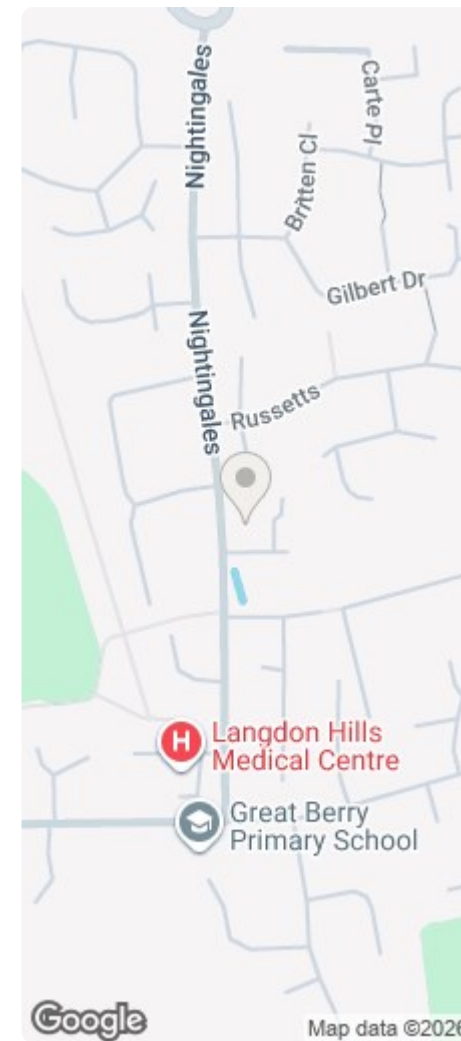 Nightingales
Carte Pl
Britten Cl
Gilbert Dr
Nightingales
Russetts
H
Langdon Hills
Medical Centre
Great Berry
Primary School
Google
Map data ©2026